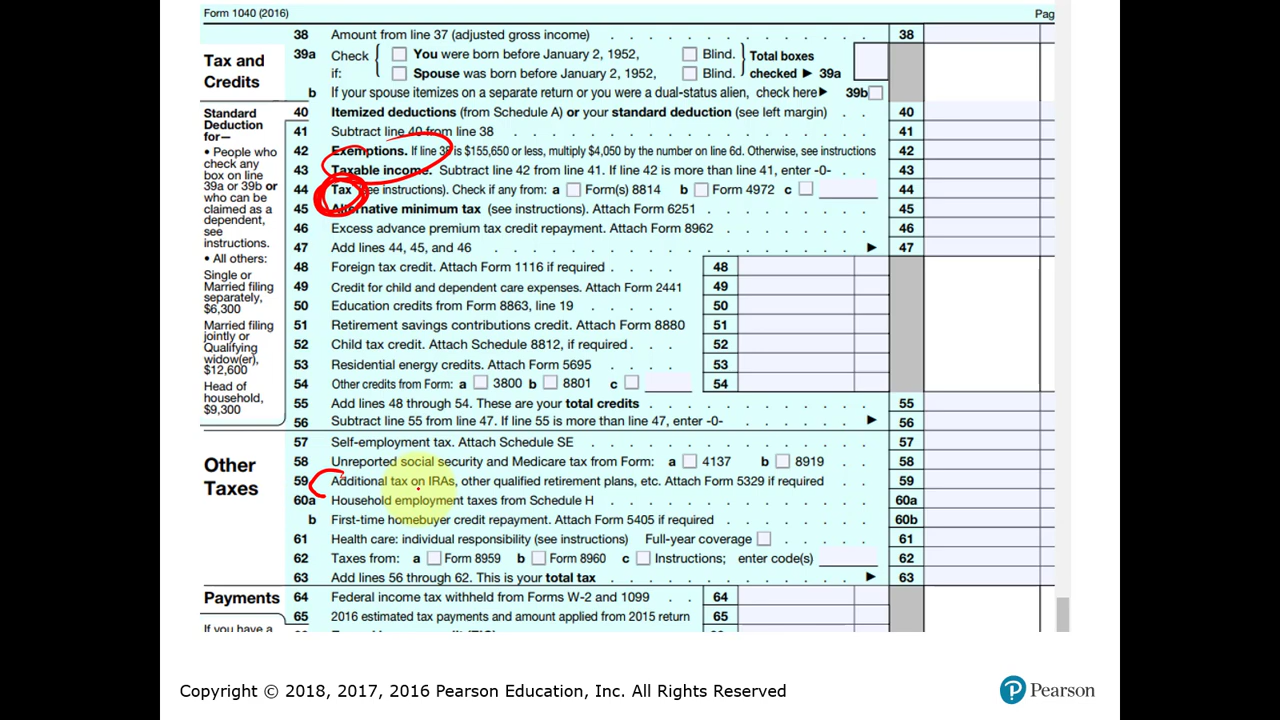 Form 1040 (2016) Pag
38 Amount from line 37 (adjusted gross income) . . . . . . . . . . . . . 38
Tax and Credits
39a Check if: { You were born before January 2, 1952, Blind. } Total boxes
Spouse was born before January 2, 1952, Blind. checked ▶ 39a
b If your spouse itemizes on a separate return or you were a dual-status alien, check here ▶ 39b
Standard Deduction for—
• People who check any box on line 39a or 39b or who can be claimed as a dependent, see instructions.
• All others:
Single or Married filing separately, $6,300
Married filing jointly or Qualifying widow(er), $12,600
Head of household, $9,300
40 Itemized deductions (from Schedule A) or your standard deduction (see left margin) . . 40
41 Subtract line 40 from line 38 . . . . . . . . . . . . . . . . 41
42 Exemptions. If line 38 is $155,650 or less, multiply $4,050 by the number on line 6d. Otherwise, see instructions 42
43 Taxable income. Subtract line 42 from line 41. If line 42 is more than line 41, enter -0- . . 43
44 Tax (see instructions). Check if any from: a Form(s) 8814 b Form 4972 c 44
45 Alternative minimum tax (see instructions). Attach Form 6251 . . . . . . . . . 45
46 Excess advance premium tax credit repayment. Attach Form 8962 . . . . . . . . 46
47 Add lines 44, 45, and 46 . . . . . . . . . . . . . . . . ▶ 47
48 Foreign tax credit. Attach Form 1116 if required . . . . 48
49 Credit for child and dependent care expenses. Attach Form 2441 49
50 Education credits from Form 8863, line 19 . . . . . 50
51 Retirement savings contributions credit. Attach Form 8880 51
52 Child tax credit. Attach Schedule 8812, if required . . . 52
53 Residential energy credits. Attach Form 5695 . . . . 53
54 Other credits from Form: a 3800 b 8801 c 54
55 Add lines 48 through 54. These are your total credits . . . . . . . . . . . 55
56 Subtract line 55 from line 47. If line 55 is more than line 47, enter -0- . . . . . . ▶ 56
Other Taxes
57 Self-employment tax. Attach Schedule SE . . . . . . . . . . . . . 57
58 Unreported social security and Medicare tax from Form: a 4137 b 8919 . . 58
59 Additional tax on IRAs, other qualified retirement plans, etc. Attach Form 5329 if required . . 59
60a Household employment taxes from Schedule H . . . . . . . . . . . . 60a
b First-time homebuyer credit repayment. Attach Form 5405 if required . . . . . . . 60b
61 Health care: individual responsibility (see instructions) Full-year coverage . . . . . 61
62 Taxes from: a Form 8959 b Form 8960 c Instructions; enter code(s) 62
63 Add lines 56 through 62. This is your total tax . . . . . . . . . . . . ▶ 63
Payments
64 Federal income tax withheld from Forms W-2 and 1099 . . 64
65 2016 estimated tax payments and amount applied from 2015 return 65
If you have a
Copyright © 2018, 2017, 2016 Pearson Education, Inc. All Rights Reserved
P Pearson